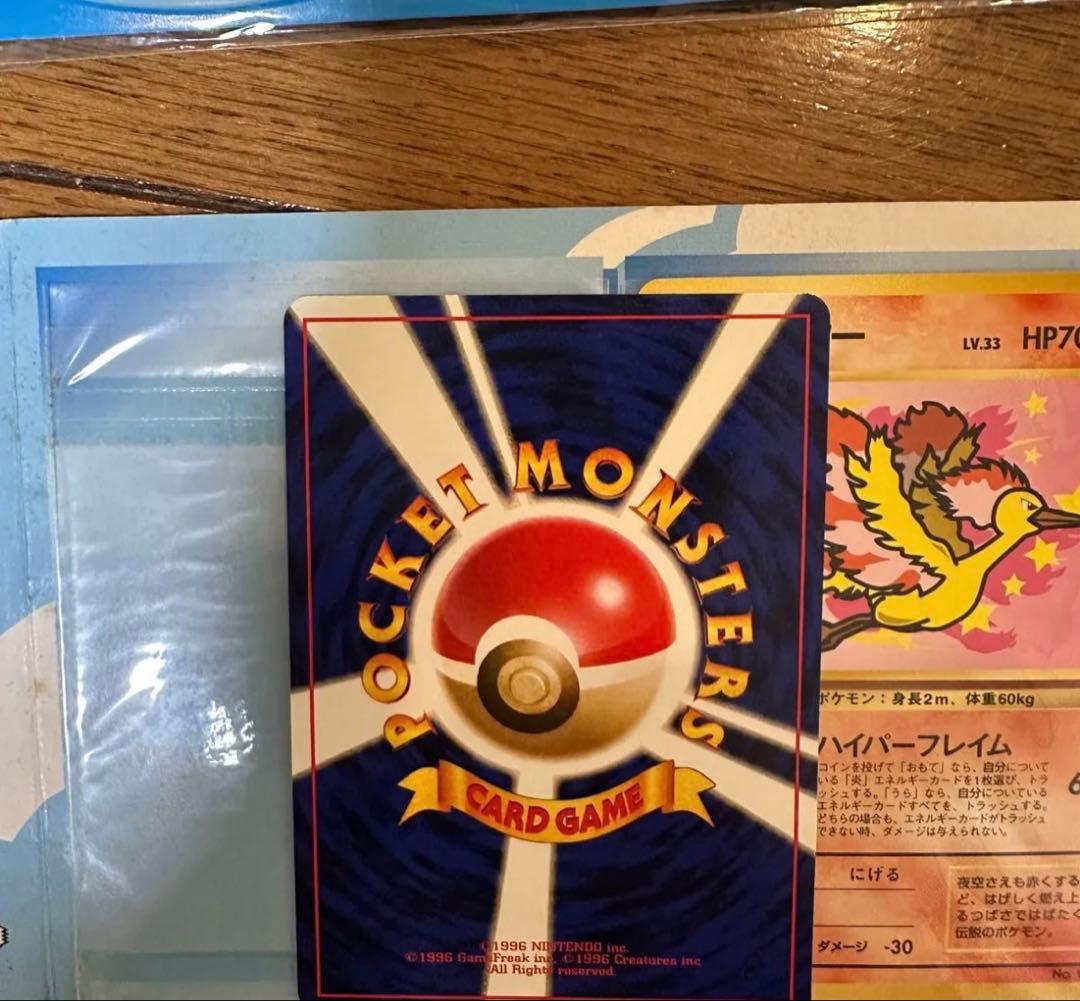 POCKET MONSTERS
CARD GAME
©1996 NINTENDO inc.
©1996 GameFreak inc. ©1996 Creatures inc.
All Rights reserved.
ー
LV.33 HP70
ポケモン：身長2m、体重60kg
ハイパーフレイム
コインを投げて「おもて」なら、自分について
いる「炎」エネルギーカードを1枚選び、トラ
ッシュする。「うら」なら、自分についている
エネルギーカードすべてを、トラッシュする。
どちらの場合も、エネルギーカードがトラッシュ
できない時、ダメージは与えられない。
にげる
ダメージ -30
夜空さえも赤くする
ど、はげしく燃え上
るつばさではばたく
伝説のポケモン。
No.